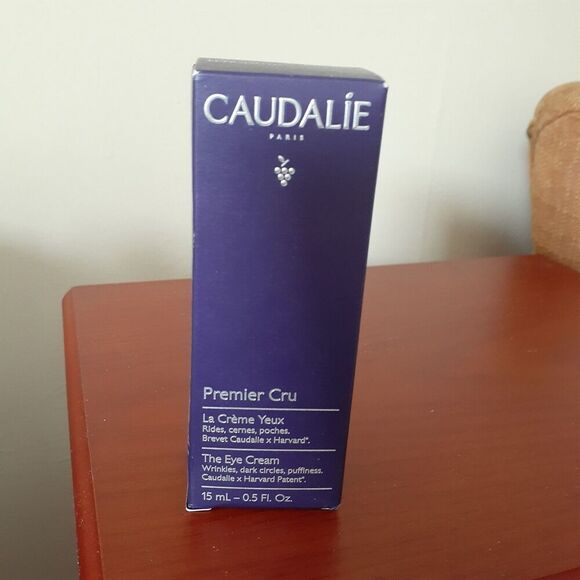 CAUDALÍE
PARIS
Premier Cru
La Crème Yeux
Rides, cernes, poches.
Brevet Caudalie x Harvard*.
The Eye Cream
Wrinkles, dark circles, puffiness.
Caudalie x Harvard Patent*.
15 mL – 0.5 Fl. Oz.